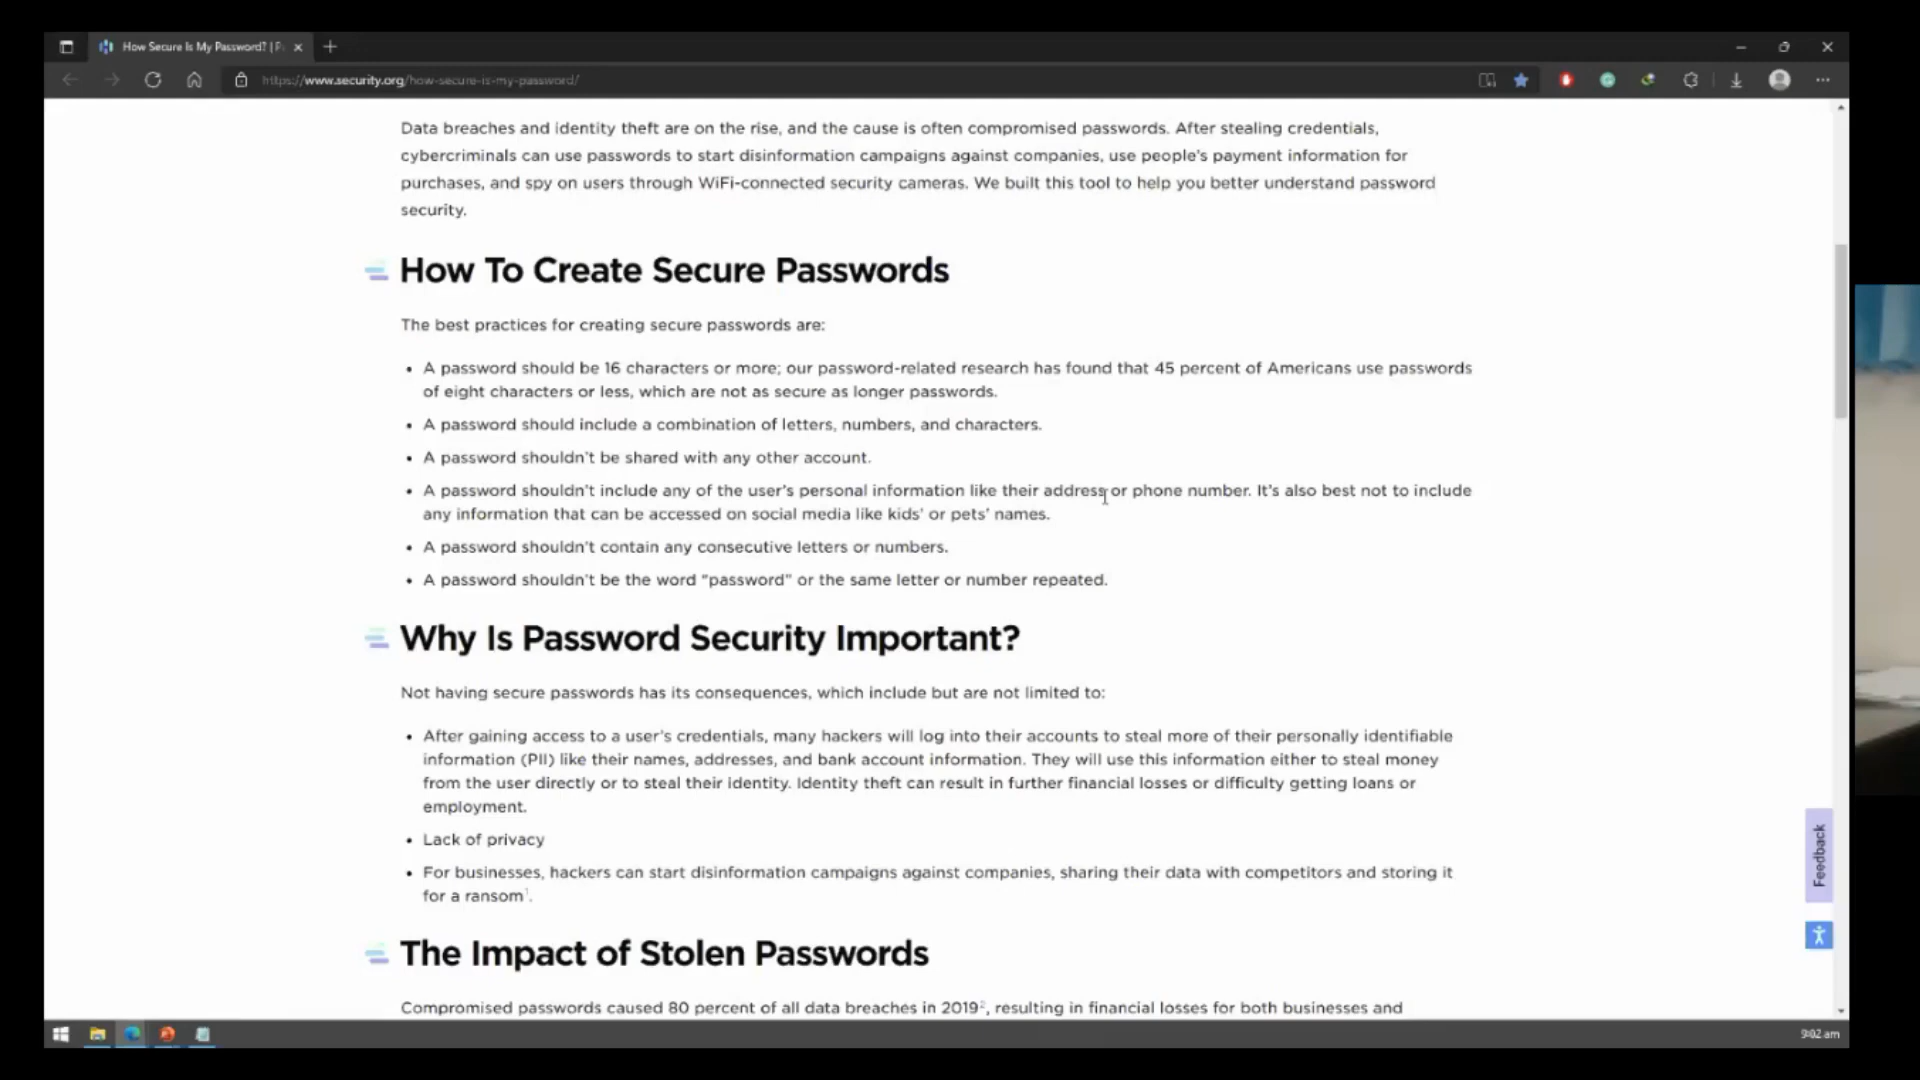 How Secure Is My Password? | P
https://www.security.org/how-secure-is-my-password/
Data breaches and identity theft are on the rise, and the cause is often compromised passwords. After stealing credentials,
cybercriminals can use passwords to start disinformation campaigns against companies, use people's payment information for
purchases, and spy on users through WiFi-connected security cameras. We built this tool to help you better understand password
security.
How To Create Secure Passwords
The best practices for creating secure passwords are:
• A password should be 16 characters or more; our password-related research has found that 45 percent of Americans use passwords
of eight characters or less, which are not as secure as longer passwords.
• A password should include a combination of letters, numbers, and characters.
• A password shouldn't be shared with any other account.
• A password shouldn't include any of the user's personal information like their address or phone number. It's also best not to include
any information that can be accessed on social media like kids' or pets' names.
• A password shouldn't contain any consecutive letters or numbers.
• A password shouldn't be the word “password” or the same letter or number repeated.
Why Is Password Security Important?
Not having secure passwords has its consequences, which include but are not limited to:
• After gaining access to a user's credentials, many hackers will log into their accounts to steal more of their personally identifiable
information (PII) like their names, addresses, and bank account information. They will use this information either to steal money
from the user directly or to steal their identity. Identity theft can result in further financial losses or difficulty getting loans or
employment.
• Lack of privacy
• For businesses, hackers can start disinformation campaigns against companies, sharing their data with competitors and storing it
for a ransom¹.
Feedback
The Impact of Stolen Passwords
Compromised passwords caused 80 percent of all data breaches in 2019², resulting in financial losses for both businesses and
9:02 am